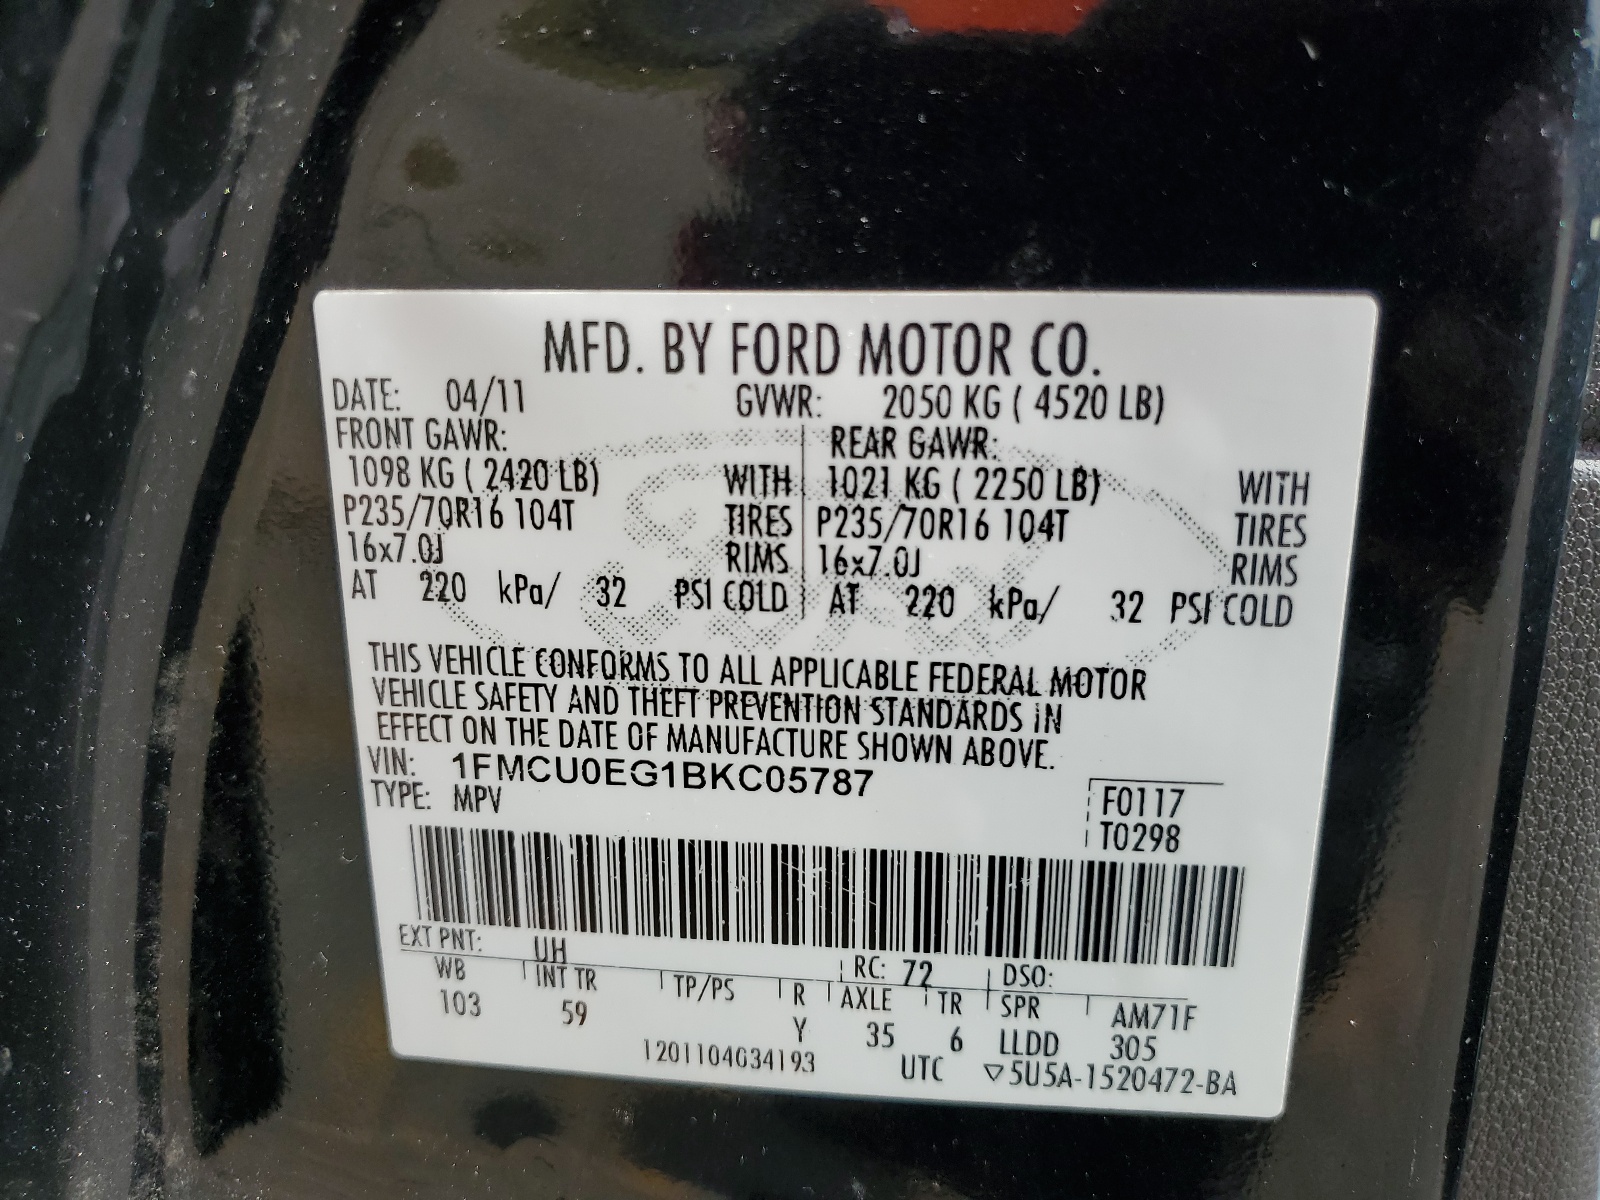 MFD. BY FORD MOTOR CO.
DATE: 04/11 GVWR: 2050 KG ( 4520 LB)
FRONT GAWR: REAR GAWR:
1098 KG ( 2420 LB) WITH 1021 KG ( 2250 LB) WITH
P235/70R16 104T TIRES P235/70R16 104T TIRES
16x7.0J RIMS 16x7.0J RIMS
AT 220 kPa/ 32 PSI COLD AT 220 kPa/ 32 PSI COLD
THIS VEHICLE CONFORMS TO ALL APPLICABLE FEDERAL MOTOR
VEHICLE SAFETY AND THEFT PREVENTION STANDARDS IN
EFFECT ON THE DATE OF MANUFACTURE SHOWN ABOVE.
VIN: 1FMCU0EG1BKC05787
TYPE: MPV
F0117
T0298
EXT PNT: UH RC: 72 DSO:
WB INT TR TP/PS R AXLE TR SPR AM71F
103 59 Y 35 6 LLDD 305
1201104034193 UTC ▽5U5A-1520472-BA